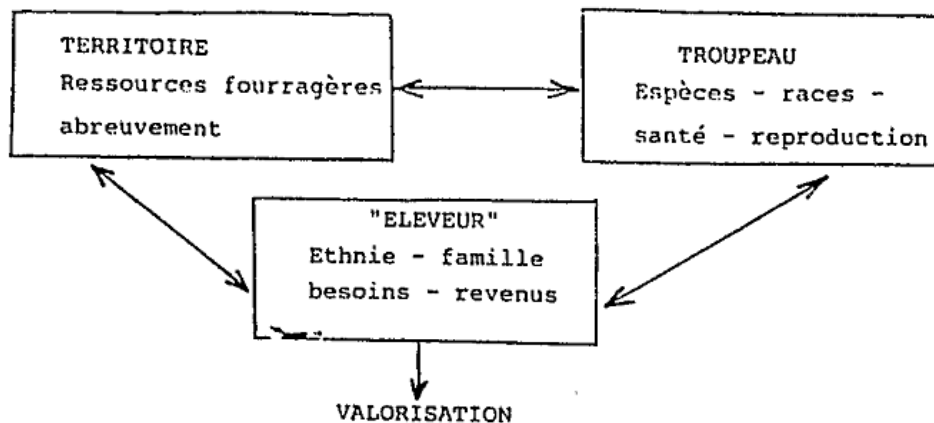 TERRITOIRE
Ressources fourragères
abreuvement
TROUPEAU
Espèces - races -
santé - reproduction
"ELEVEUR"
Ethnie - famille
besoins - revenus
VALORISATION